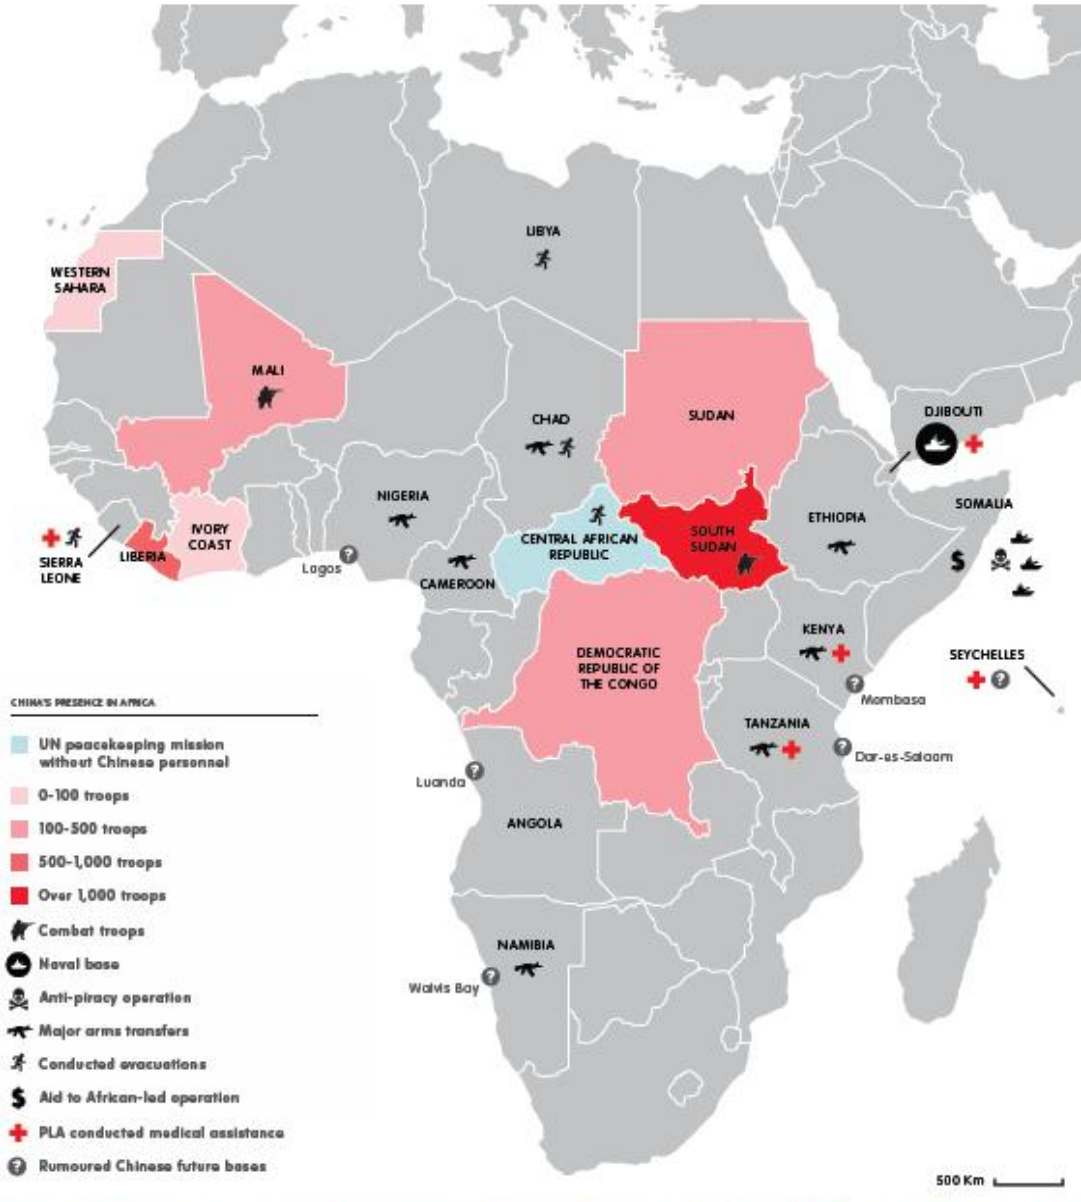 LIBYA
WESTERN
SAHARA
MALI
CHAD
SUDAN
DJIBOUTI
NIGERIA
IVORY
COAST
LIBERIA
SIERRA
LEONE
Lagos
?
CAMEROON
CENTRAL AFRICAN
REPUBLIC
SOUTH
SUDAN
ETHIOPIA
SOMALIA
$
KENYA
SEYCHELLES
?
DEMOCRATIC
REPUBLIC OF
THE CONGO
?
Mombasa
TANZANIA
?
Dar-es-Salaam
Luanda
?
ANGOLA
NAMIBIA
Walvis Bay
?
CHINA'S PRESENCE IN AFRICA
UN peacekeeping mission
without Chinese personnel
0-100 troops
100-500 troops
500-1,000 troops
Over 1,000 troops
Combat troops
Naval base
Anti-piracy operation
Major arms transfers
Conducted evacuations
$ Aid to African-led operation
PLA conducted medical assistance
? Rumoured Chinese future bases
500 Km